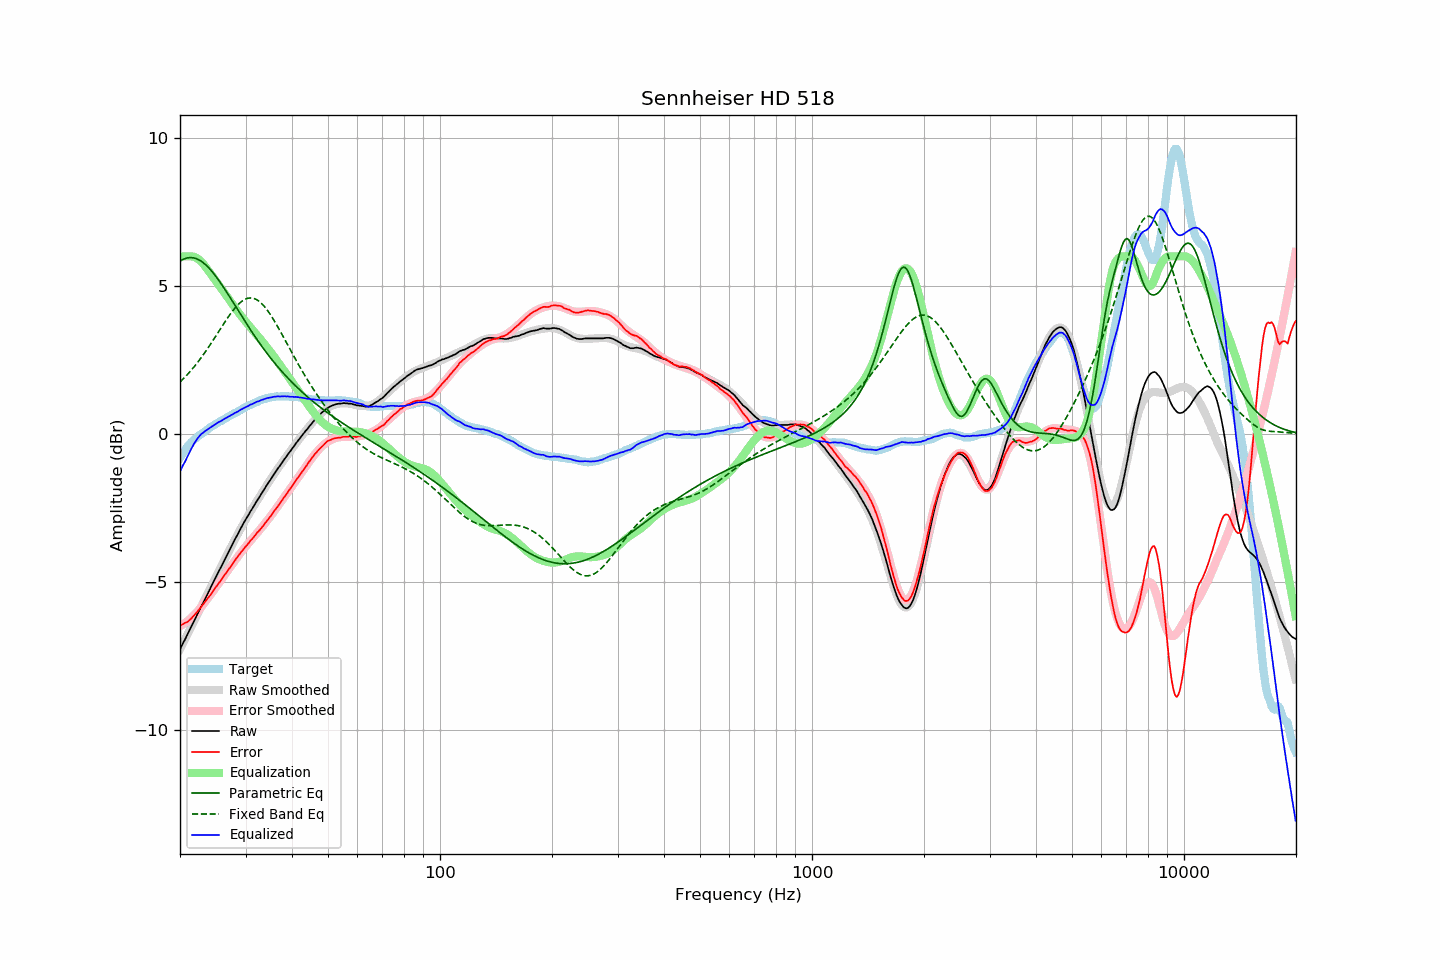 Sennheiser HD 518
Amplitude (dBr)
10
5
0
−5
−10
Target
Raw Smoothed
Error Smoothed
Raw
Error
Equalization
Parametric Eq
Fixed Band Eq
Equalized
100
1000
10000
Frequency (Hz)